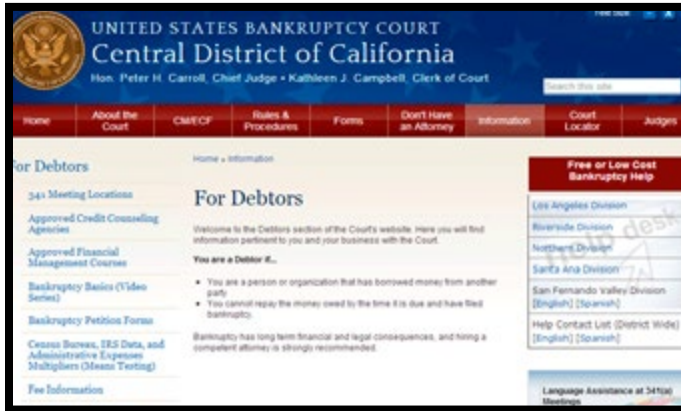 UNITED STATES BANKRUPTCY COURT
Central District of California
Hon. Peter H. Carroll, Chief Judge • Kathleen J. Campbell, Clerk of Court
Search this site
Home
About the Court
CM/ECF
Rules & Procedures
Forms
Don't Have an Attorney
Information
Court Locator
Judges
For Debtors
341 Meeting Locations
Approved Credit Counseling
Agencies
Approved Financial
Management Courses
Bankruptcy Basics (Video
Series)
Bankruptcy Petition Forms
Census Bureau, IRS Data, and
Administrative Expenses
Multipliers (Means Testing)
Fee Information
Home » Information
For Debtors
Welcome to the Debtors section of the Court's website. Here you will find
information pertinent to you and your business with the Court.
You are a Debtor if...
• You are a person or organization that has borrowed money from another
party
• You cannot repay the money owed by the time it is due and have filed
bankruptcy.
Bankruptcy has long term financial and legal consequences, and hiring a
competent attorney is strongly recommended.
Free or Low Cost
Bankruptcy Help
help desk
Los Angeles Division
Riverside Division
Northern Division
Santa Ana Division
San Fernando Valley Division
[English] [Spanish]
Help Contact List (District Wide)
[English] [Spanish]
Language Assistance at 341(a)
Meetings